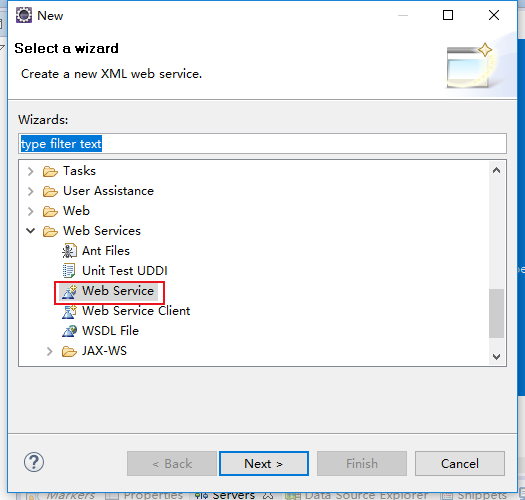 New
Select a wizard
Create a new XML web service.
Wizards:
type filter text
Tasks
User Assistance
Web
Web Services
Ant Files
Unit Test UDDI
Web Service
Web Service Client
WSDL File
JAX-WS
?
< Back Next > Finish Cancel
Markers Properties Servers Data Source Explorer Snippets